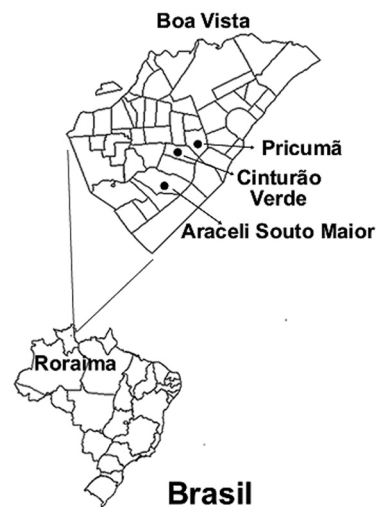 Boa Vista
Pricumã
Cinturão
Verde
Araceli Souto Maior
Roraima
Brasil